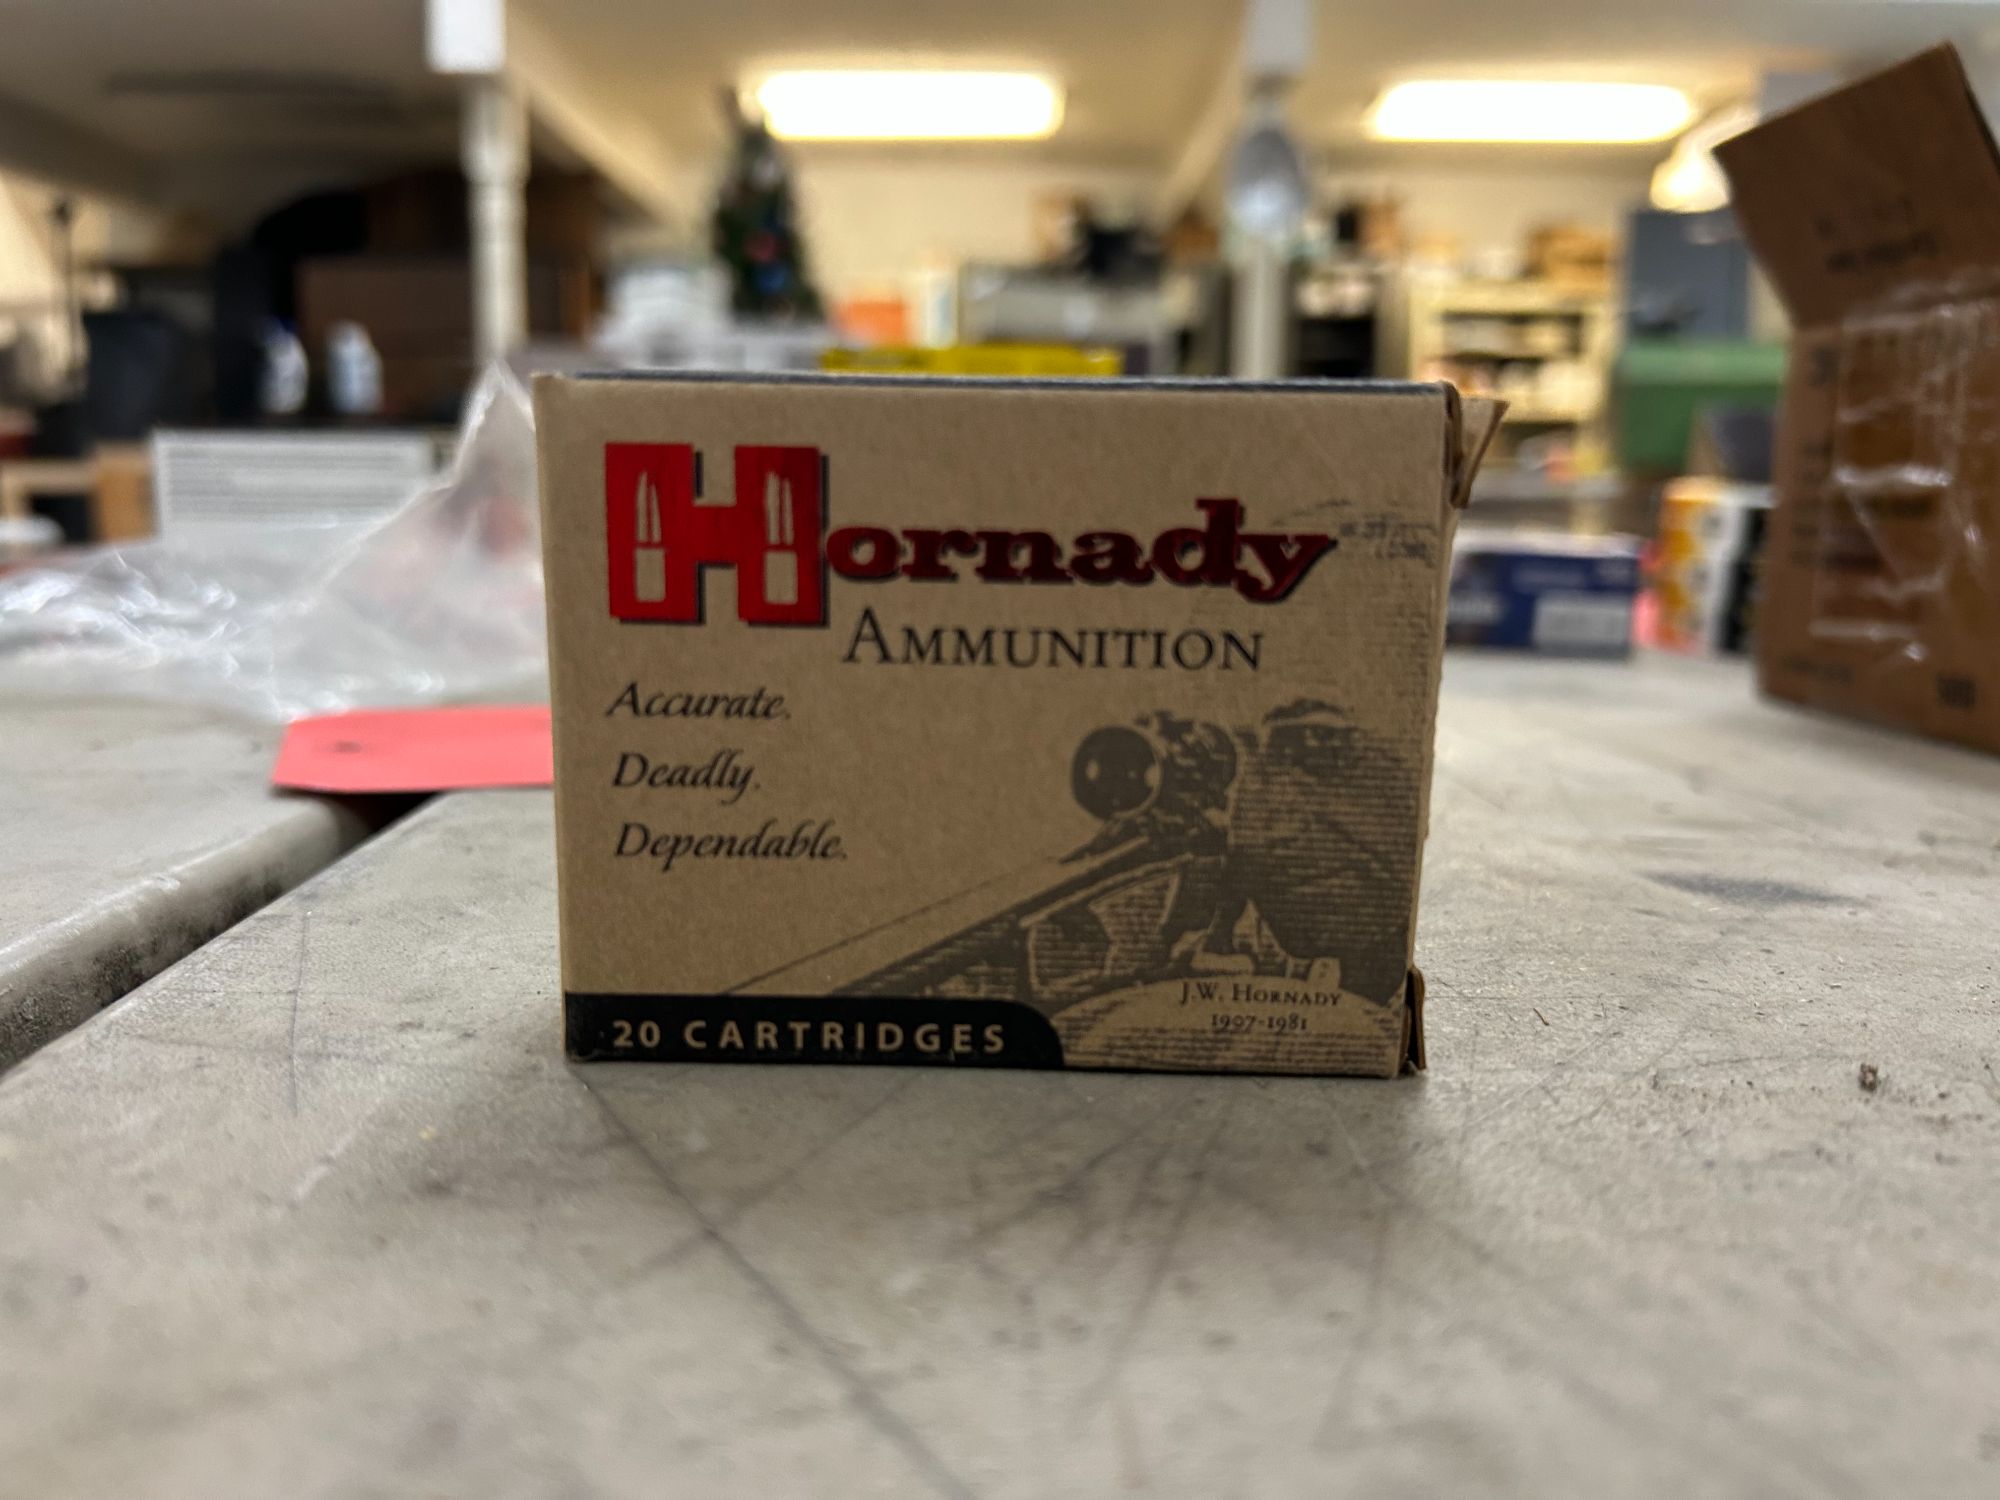 Hornady
AMMUNITION
Accurate.
Deadly.
Dependable.
J.W. HORNADY
1907-1981
20 CARTRIDGES